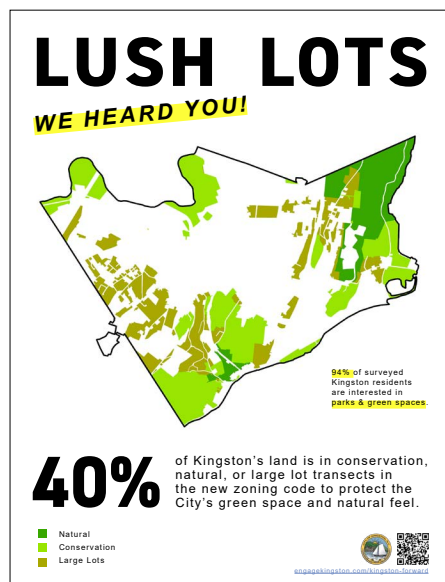 LUSH LOTS
WE HEARD YOU!
94% of surveyed
Kingston residents
are interested in
parks & green spaces.
40%
of Kingston's land is in conservation,
natural, or large lot transects in
the new zoning code to protect the
City's green space and natural feel.
Natural
Conservation
Large Lots
engagekingston.com/kingston-forward